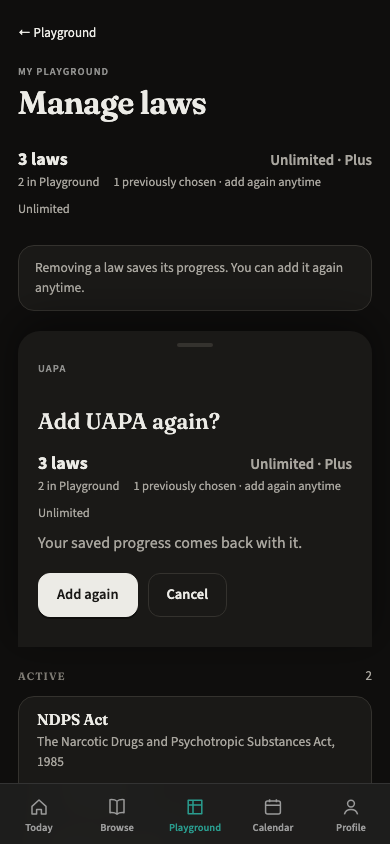 ← Playground
MY PLAYGROUND
Manage laws
3 laws Unlimited · Plus
2 in Playground 1 previously chosen · add again anytime
Unlimited
Removing a law saves its progress. You can add it again
anytime.
UAPA
Add UAPA again?
3 laws Unlimited · Plus
2 in Playground 1 previously chosen · add again anytime
Unlimited
Your saved progress comes back with it.
Add again Cancel
ACTIVE 2
NDPS Act
The Narcotic Drugs and Psychotropic Substances Act,
1985
Today Browse Playground Calendar Profile